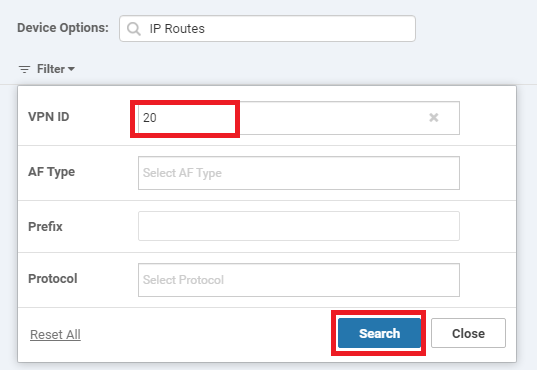 Device Options: IP Routes
Filter
VPN ID 20
AF Type Select AF Type
Prefix
Protocol Select Protocol
Reset All Search Close